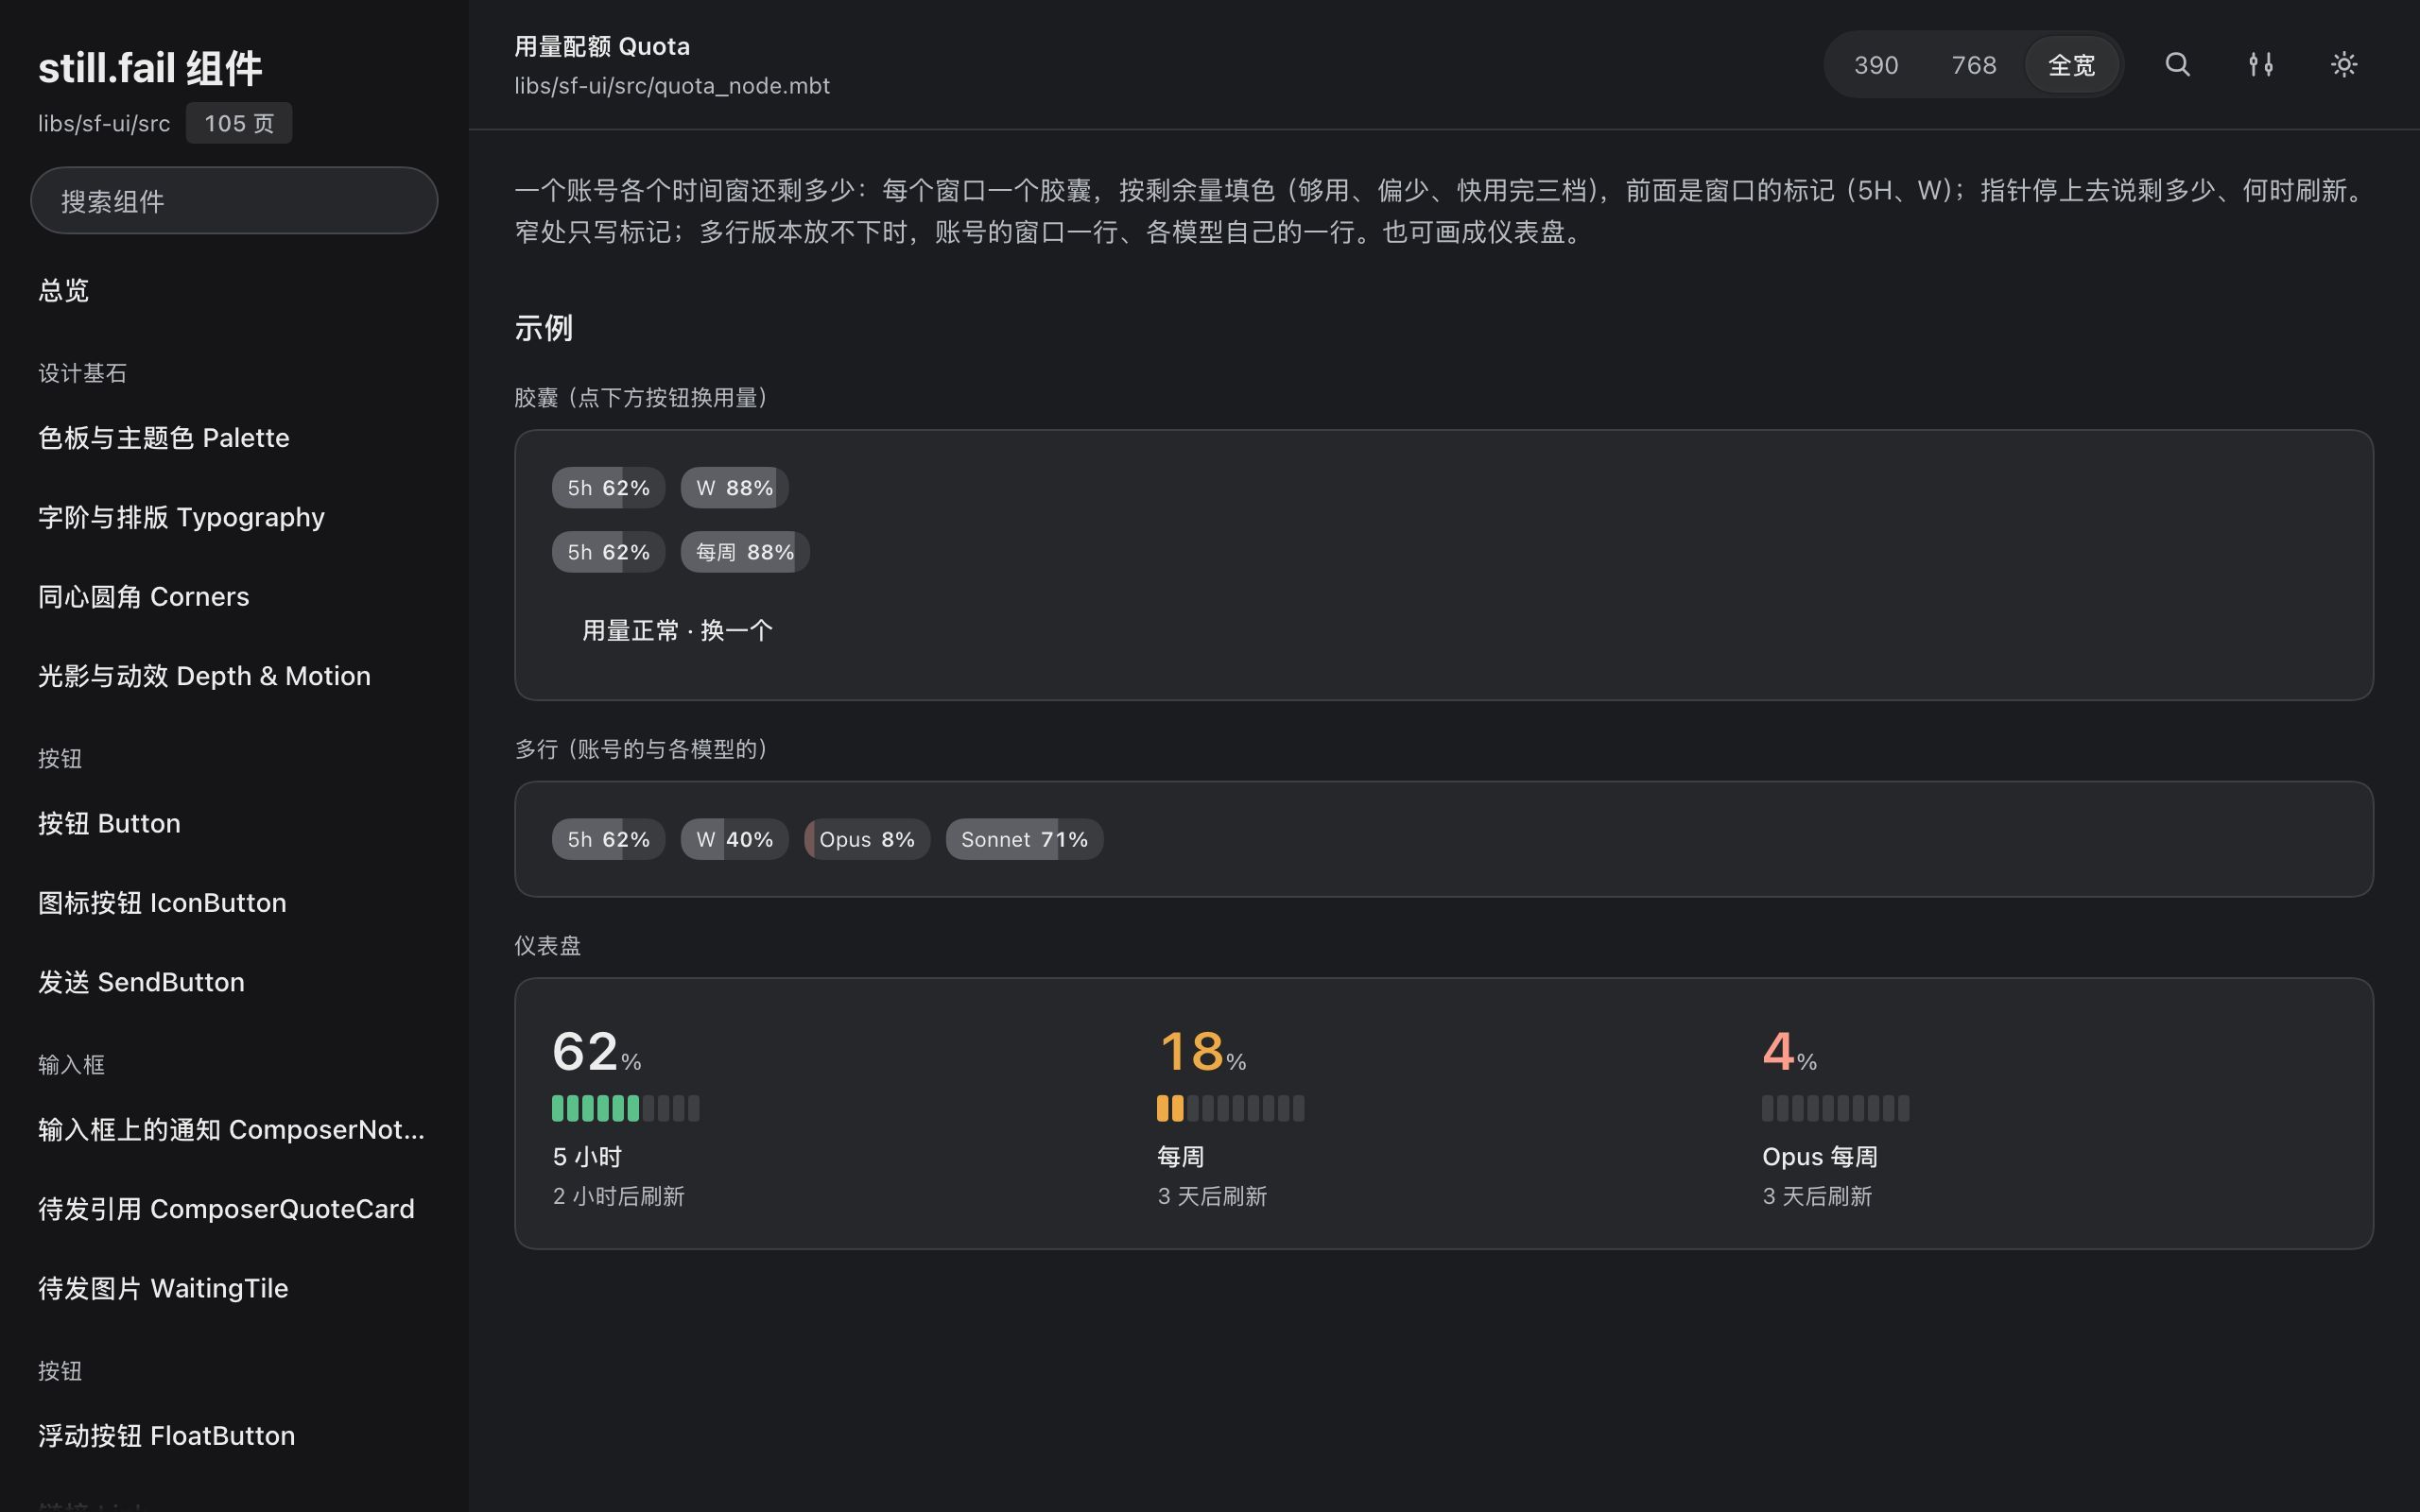 still.fail 组件
libs/sf-ui/src 105 页
搜索组件
总览
设计基石
色板与主题色 Palette
字阶与排版 Typography
同心圆角 Corners
光影与动效 Depth & Motion
按钮
按钮 Button
图标按钮 IconButton
发送 SendButton
输入框
输入框上的通知 ComposerNot...
待发引用 ComposerQuoteCard
待发图片 WaitingTile
按钮
浮动按钮 FloatButton
用量配额 Quota
libs/sf-ui/src/quota_node.mbt
390 768 全宽
一个账号各个时间窗还剩多少：每个窗口一个胶囊，按剩余量填色（够用、偏少、快用完三档），前面是窗口的标记（5H、W）；指针停上去说剩多少、何时刷新。
窄处只写标记；多行版本放不下时，账号的窗口一行、各模型自己的一行。也可画成仪表盘。
示例
胶囊（点下方按钮换用量）
5h 62% W 88%
5h 62% 每周 88%
用量正常 · 换一个
多行（账号的与各模型的）
5h 62% W 40% Opus 8% Sonnet 71%
仪表盘
62% 18% 4%
5 小时 每周 Opus 每周
2 小时后刷新 3 天后刷新 3 天后刷新